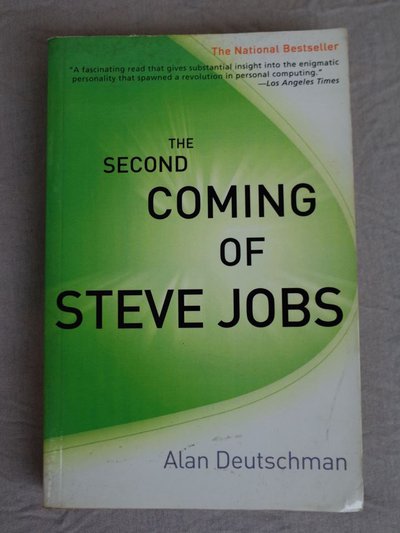 The National Bestseller
"A fascinating read that gives substantial insight into the enigmatic
personality that spawned a revolution in personal computing."
—Los Angeles Times
THE
SECOND
COMING
OF
STEVE JOBS
Alan Deutschman